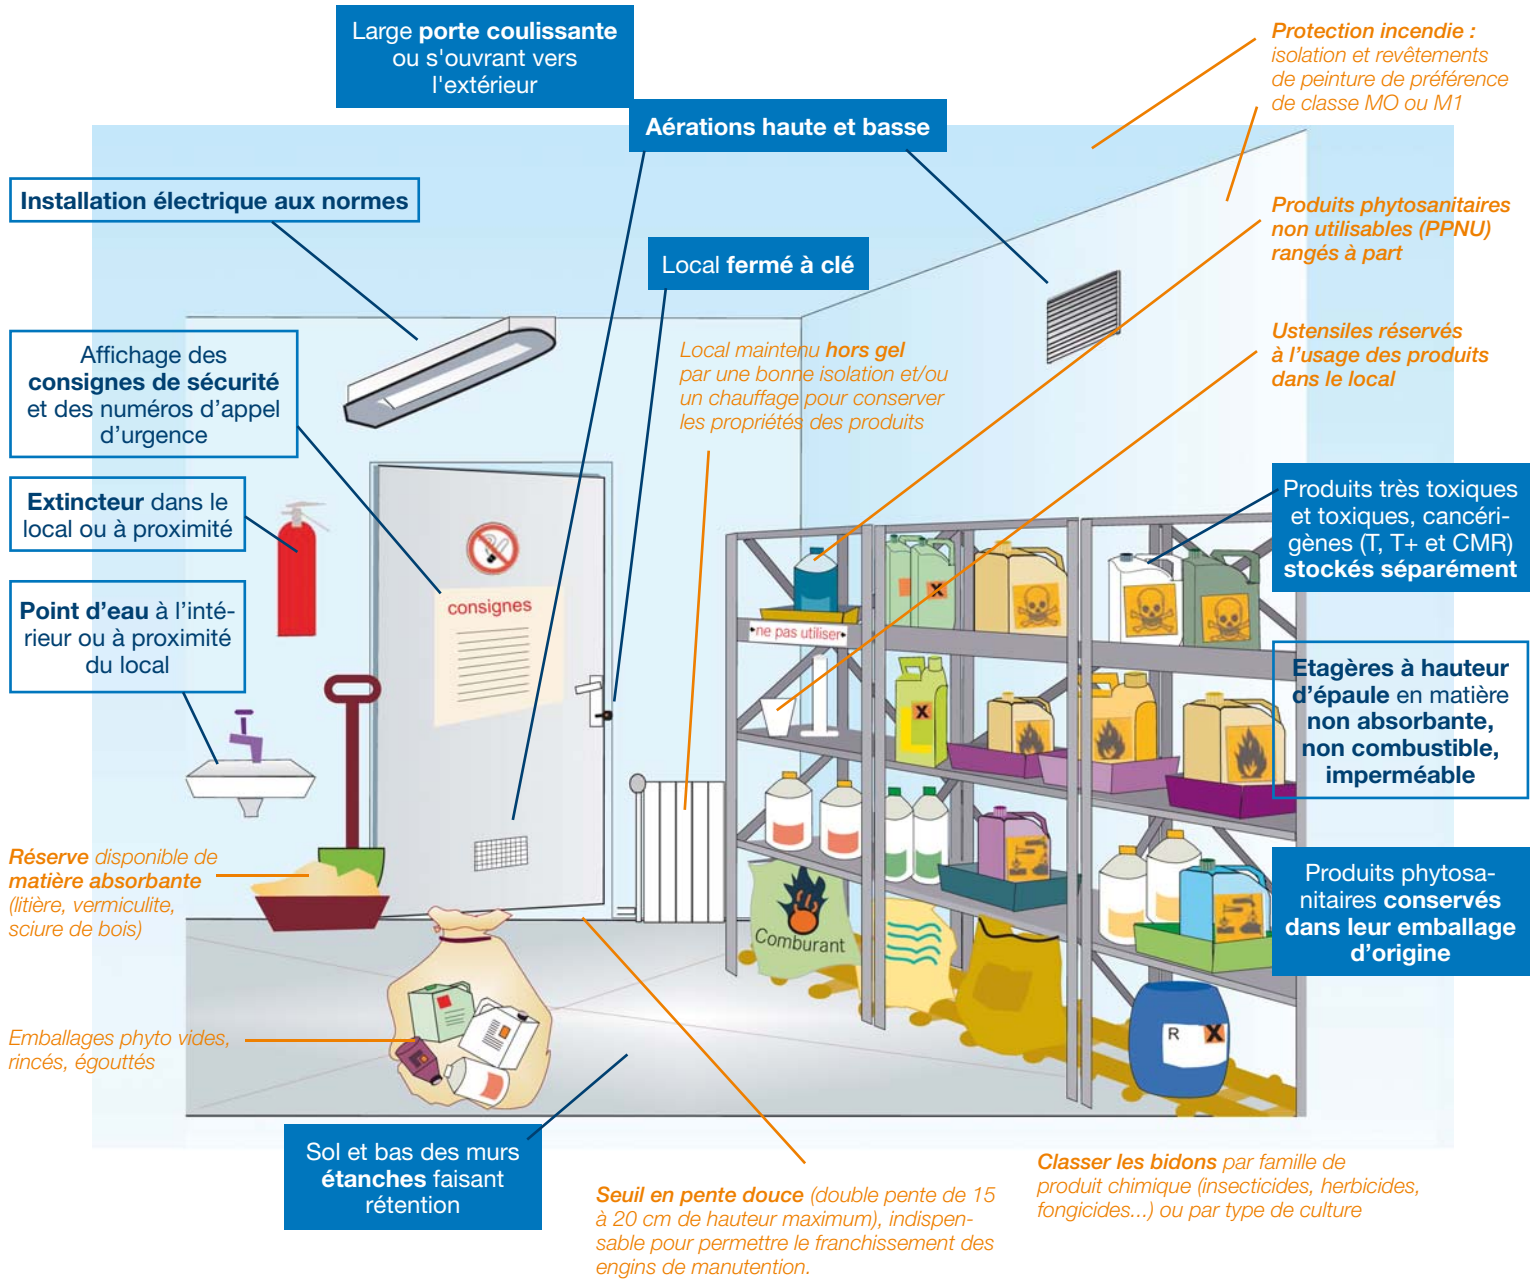 Large porte coulissante
ou s'ouvrant vers
l'extérieur
Aérations haute et basse
Protection incendie :
isolation et revêtements
de peinture de préférence
de classe MO ou M1
Installation électrique aux normes
Produits phytosanitaires
non utilisables (PPNU)
rangés à part
Local fermé à clé
Affichage des
consignes de sécurité
et des numéros d’appel
d’urgence
Local maintenu hors gel
par une bonne isolation et/ou
un chauffage pour conserver
les propriétés des produits
Ustensiles réservés
à l’usage des produits
dans le local
Extincteur dans le
local ou à proximité
Produits très toxiques
et toxiques, cancéri-
gènes (T, T+ et CMR)
stockés séparément
Point d’eau à l’inté-
rieur ou à proximité
du local
consignes
ne pas utiliser
X
Etagères à hauteur
d’épaule en matière
non absorbante,
non combustible,
imperméable
X
Réserve disponible de
matière absorbante
(litière, vermiculite,
sciure de bois)
Produits phytosa-
nitaires conservés
dans leur emballage
d’origine
Comburant
Emballages phyto vides,
rincés, égouttés
R X
Sol et bas des murs
étanches faisant
rétention
Seuil en pente douce (double pente de 15
à 20 cm de hauteur maximum), indispen-
sable pour permettre le franchissement des
engins de manutention.
Classer les bidons par famille de
produit chimique (insecticides, herbicides,
fongicides...) ou par type de culture